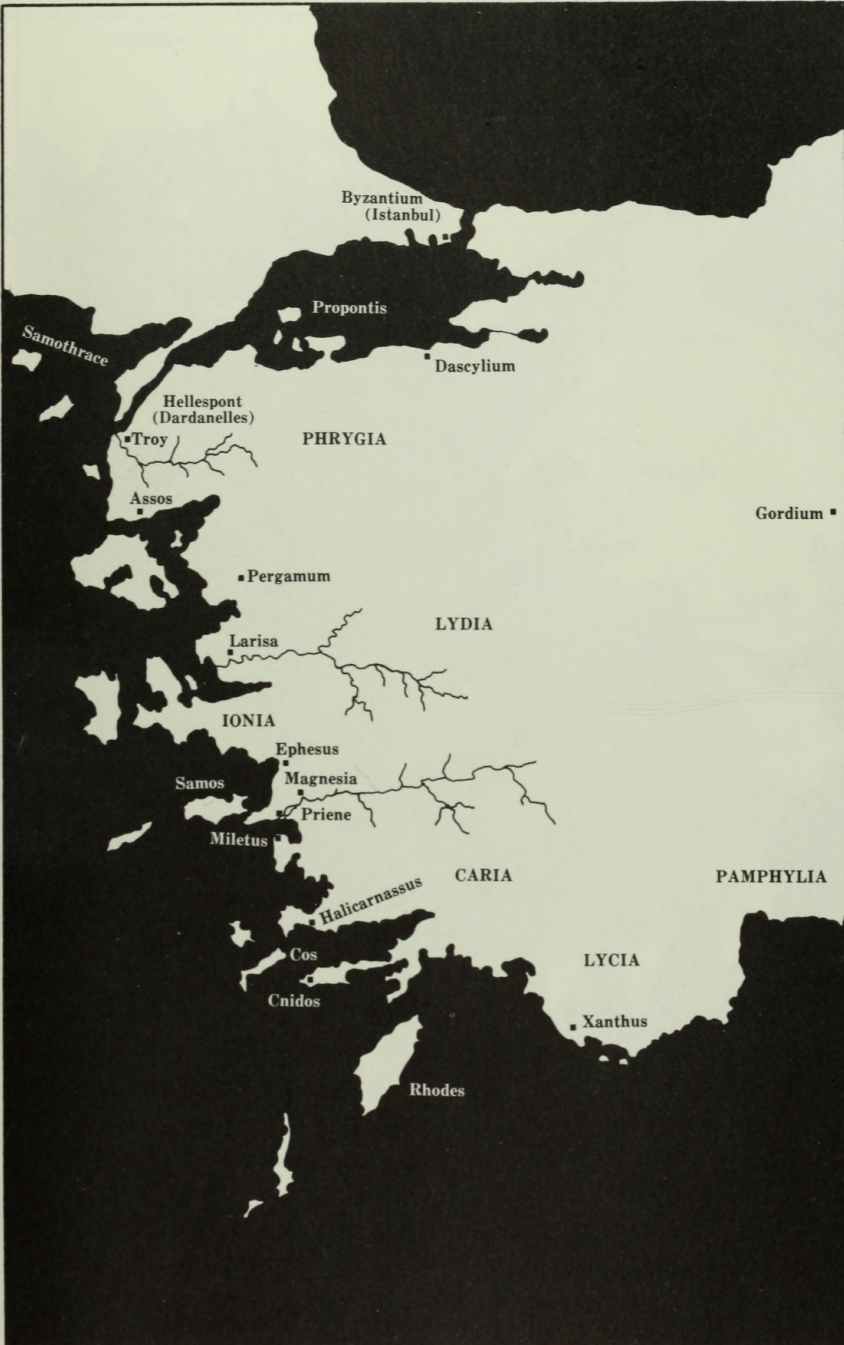 Byzantium
(Istanbul)
Propontis
Samothrace
Dascylium
Hellespont
(Dardanelles)
Troy
PHRYGIA
Assos
Gordium
Pergamum
LYDIA
Larisa
IONIA
Ephesus
Samos
Magnesia
Priene
Miletus
CARIA
PAMPHYLIA
Halicarnassus
Cos
LYCIA
Cnidos
Xanthus
Rhodes